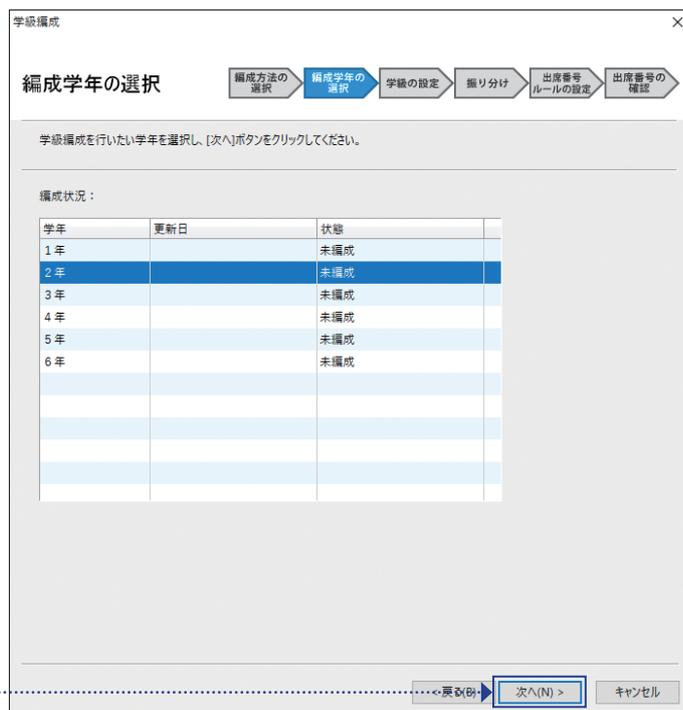 学級編成
編成学年の選択
編成方法の
選択
編成学年の
選択
学級の設定
振り分け
出席番号
ルールの設定
出席番号の
確認
学級編成を行いたい学年を選択し、[次へ]ボタンをクリックしてください。
編成状況：
学年 更新日 状態
1年 未編成
2年 未編成
3年 未編成
4年 未編成
5年 未編成
6年 未編成
< 戻る(B) 次へ(N) > キャンセル